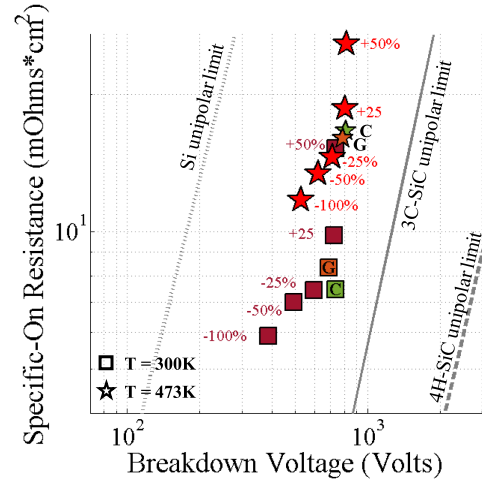 Specific-On Resistance (mOhms*cm²)
Si unipolar limit
3C-SiC unipolar limit
4H-SiC unipolar limit
+50%
+25
C
G
+50%
-25%
-50%
-100%
+25
G
-25%
C
-50%
-100%
10¹
T = 300K
T = 473K
10²
10³
Breakdown Voltage (Volts)